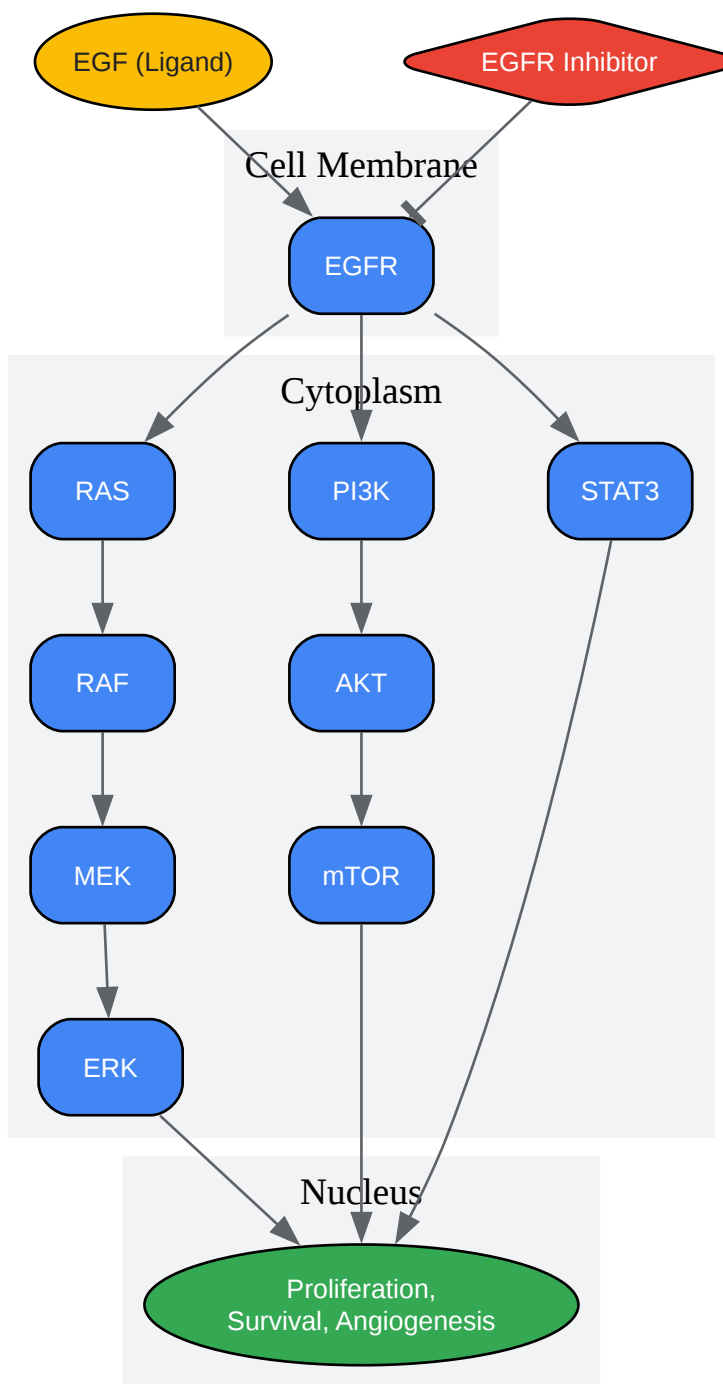 EGF (Ligand)
EGFR Inhibitor
Cell Membrane
EGFR
Cytoplasm
RAS
PI3K
STAT3
RAF
AKT
MEK
mTOR
ERK
Nucleus
Proliferation,
Survival, Angiogenesis